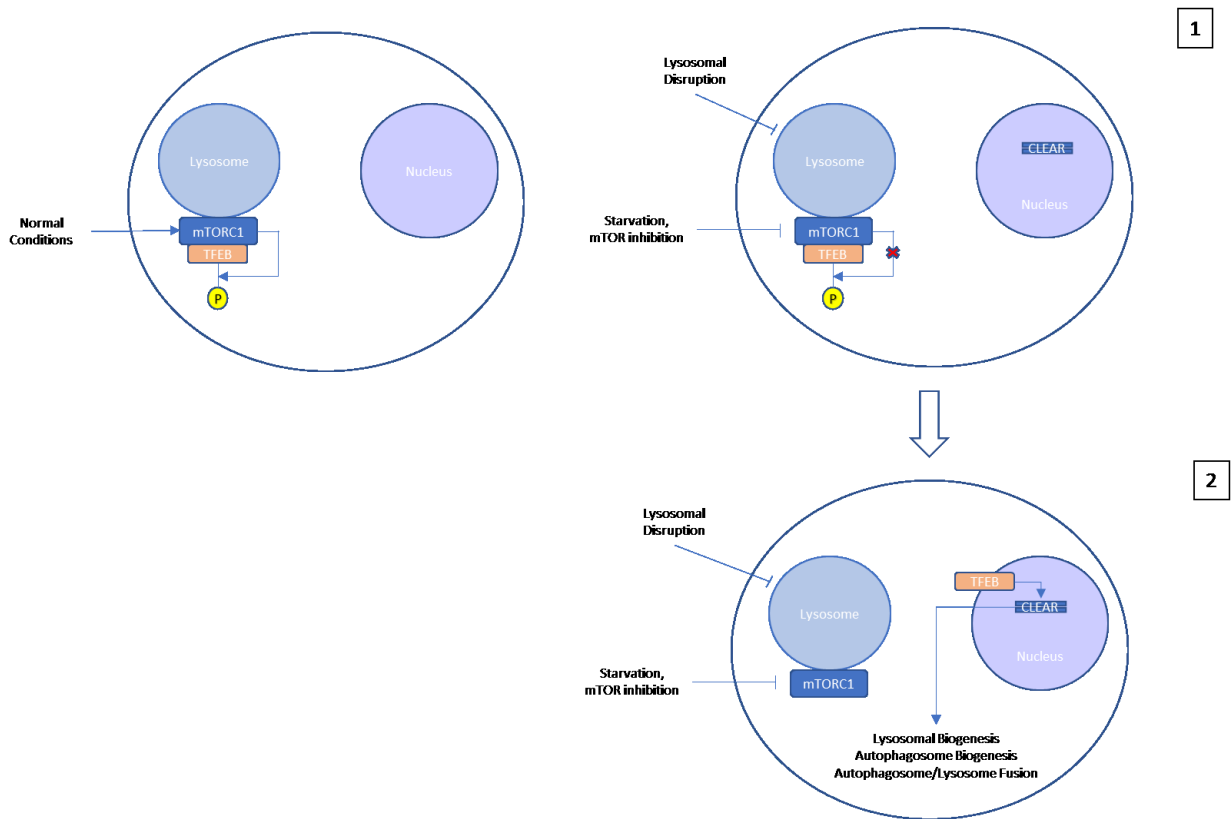 Normal
Conditions
Lysosome
mTORC1
TFEB
P
Nucleus
1
Lysosomal
Disruption
Starvation,
mTOR inhibition
Lysosome
mTORC1
TFEB
P
CLEAR
Nucleus
2
Lysosomal
Disruption
Starvation,
mTOR inhibition
Lysosome
mTORC1
TFEB
CLEAR
Nucleus
Lysosomal Biogenesis
Autophagosome Biogenesis
Autophagosome/Lysosome Fusion